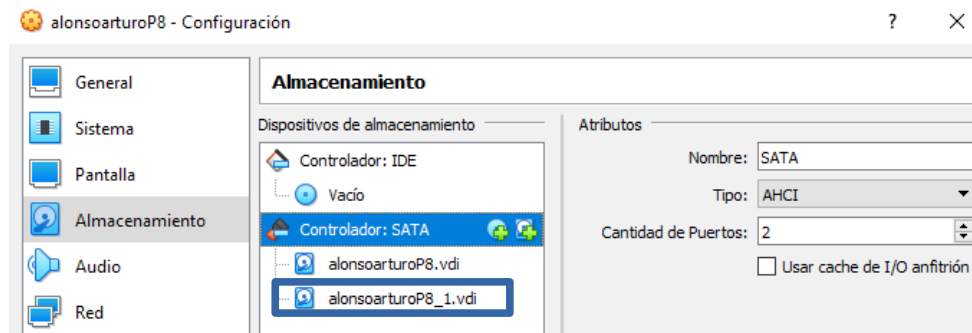 alonsoarturoP8 - Configuración ? ×
General
Sistema
Pantalla
Almacenamiento
Audio
Red
Almacenamiento
Dispositivos de almacenamiento
Controlador: IDE
Vacío
Controlador: SATA
alonsoarturoP8.vdi
alonsoarturoP8_1.vdi
Atributos
Nombre: SATA
Tipo: AHCI
Cantidad de Puertos: 2
Usar cache de I/O anfitrión